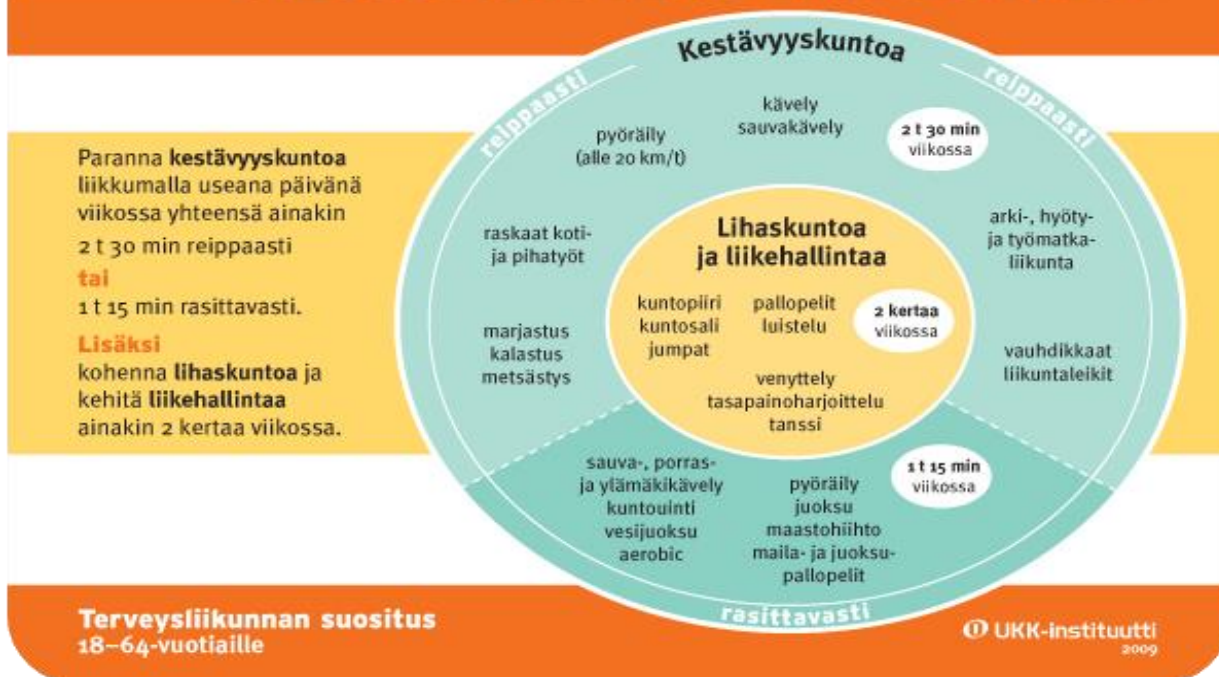 Kestävyyskuntoa
reippaasti
reippaasti
kävely
sauvakävely
2 t 30 min
viikossa
pyöräily
(alle 20 km/t)
Paranna kestävyyskuntoa
liikkumalla useana päivänä
viikossa yhteensä ainakin
2 t 30 min reippaasti
tai
1 t 15 min rasittavasti.
Lisäksi
kohenna lihaskuntoa ja
kehitä liikehallintaa
ainakin 2 kertaa viikossa.
raskaat koti-
ja pihatyöt
marjastus
kalastus
metsästys
Lihaskuntoa
ja liikehallintaa
kuntopiiri
kuntosali
jumpat
pallopelit
luistelu
2 kertaa
viikossa
venyttely
tasapainoharjoittelu
tanssi
arki-, hyöty-
ja työmatka-
liikunta
vauhdikkaat
liikuntaleikit
sauva-, porras-
ja ylämäkikävely
kuntouinti
vesijuoksu
aerobic
pyöräily
juoksu
maastohiihto
maila- ja juoksu-
pallopelit
1 t 15 min
viikossa
rasittavasti
Terveysliikunnan suositus
18–64-vuotiaille
UKK-instituutti
2009